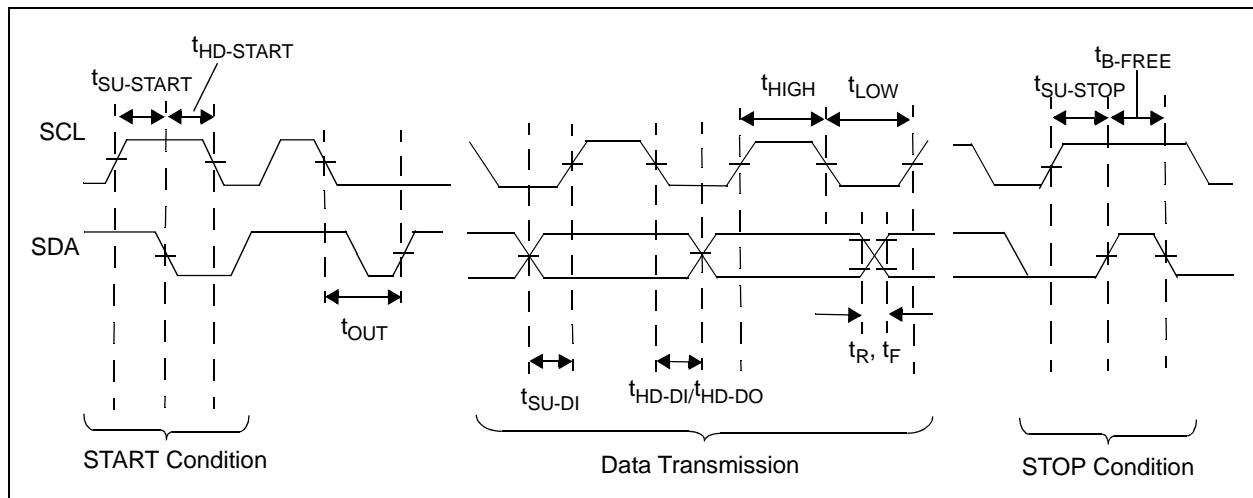 tHD-START
tSU-START
tB-FREE
tHIGH
tLOW
tSU-STOP
SCL
SDA
tOUT
tR, tF
tSU-DI
tHD-DI/tHD-DO
START Condition
Data Transmission
STOP Condition